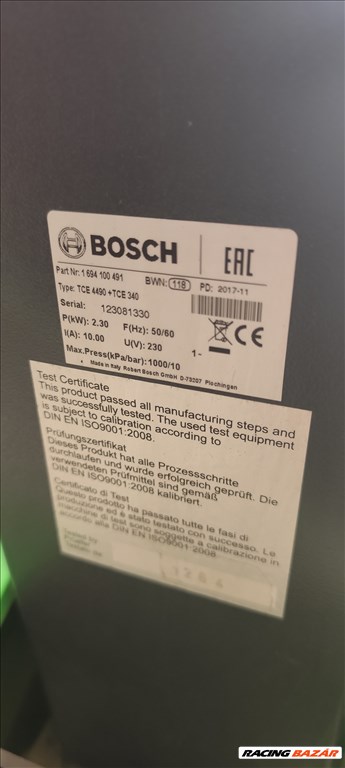 BOSCH
EAC
Part Nr: 1 694 100 491
BWN: 118 PD: 2017-11
Type: TCE 4490 +TCE 340
Serial: 123081330
P(kW): 2.30 F(Hz): 50/60
I(A): 10.00 U(V): 230
1~
CE
Max.Press(kPa/bar):1000/10
Made in Italy Robert Bosch GmbH D-73207 Plochingen
Test Certificate
This product passed all manufacturing steps and
was successfully tested. The used test equipment
is subject to calibration according to
DIN EN ISO9001:2008.
Prüfungszertifikat
Dieses Produkt hat alle Prozessschritte
durchlaufen und wurde erfolgreich geprüft. Die
verwendeten Prüfmittel sind gemäß
DIN EN ISO9001:2008 kalibriert.
Certificato di Test
Questo prodotto ha passato tutte le fasi di
produzione ed è stato testato con successo. Le
macchine di test sono soggette a calibrazione in
accordo alla DIN EN ISO9001:2008.
RACINGBAZÁR